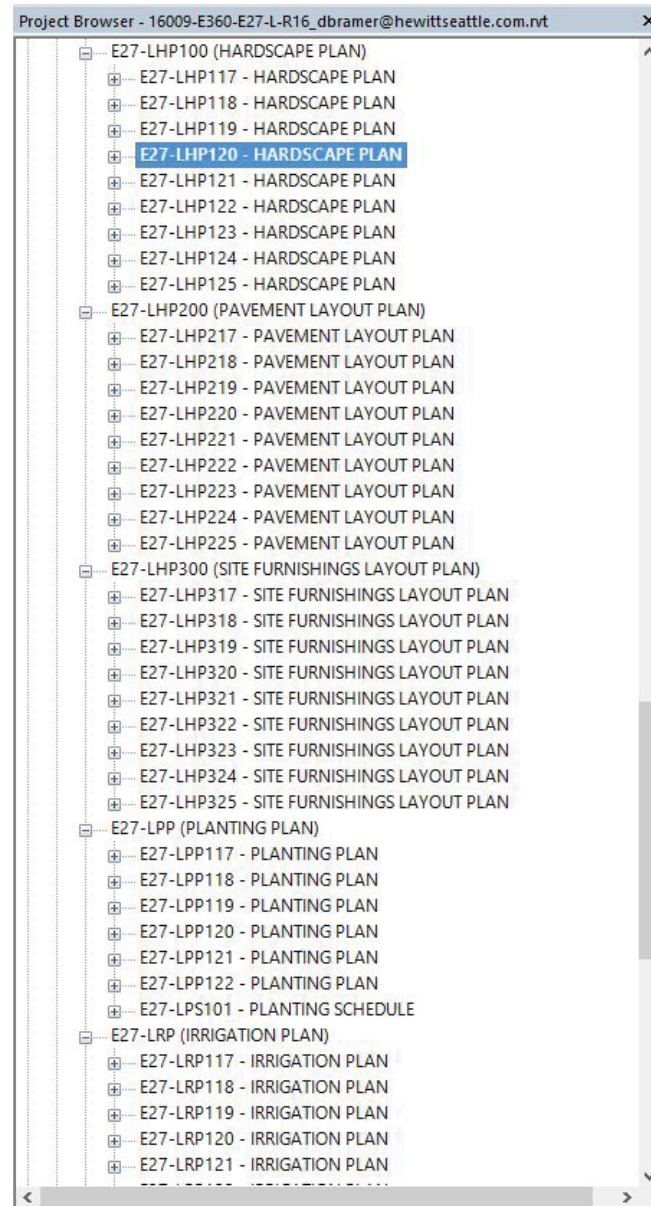 Project Browser - 16009-E360-E27-L-R16_dbramer@hewittseattle.com.rvt
E27-LHP100 (HARDSCAPE PLAN)
E27-LHP117 - HARDSCAPE PLAN
E27-LHP118 - HARDSCAPE PLAN
E27-LHP119 - HARDSCAPE PLAN
E27-LHP120 - HARDSCAPE PLAN
E27-LHP121 - HARDSCAPE PLAN
E27-LHP122 - HARDSCAPE PLAN
E27-LHP123 - HARDSCAPE PLAN
E27-LHP124 - HARDSCAPE PLAN
E27-LHP125 - HARDSCAPE PLAN
E27-LHP200 (PAVEMENT LAYOUT PLAN)
E27-LHP217 - PAVEMENT LAYOUT PLAN
E27-LHP218 - PAVEMENT LAYOUT PLAN
E27-LHP219 - PAVEMENT LAYOUT PLAN
E27-LHP220 - PAVEMENT LAYOUT PLAN
E27-LHP221 - PAVEMENT LAYOUT PLAN
E27-LHP222 - PAVEMENT LAYOUT PLAN
E27-LHP223 - PAVEMENT LAYOUT PLAN
E27-LHP224 - PAVEMENT LAYOUT PLAN
E27-LHP225 - PAVEMENT LAYOUT PLAN
E27-LHP300 (SITE FURNISHINGS LAYOUT PLAN)
E27-LHP317 - SITE FURNISHINGS LAYOUT PLAN
E27-LHP318 - SITE FURNISHINGS LAYOUT PLAN
E27-LHP319 - SITE FURNISHINGS LAYOUT PLAN
E27-LHP320 - SITE FURNISHINGS LAYOUT PLAN
E27-LHP321 - SITE FURNISHINGS LAYOUT PLAN
E27-LHP322 - SITE FURNISHINGS LAYOUT PLAN
E27-LHP323 - SITE FURNISHINGS LAYOUT PLAN
E27-LHP324 - SITE FURNISHINGS LAYOUT PLAN
E27-LHP325 - SITE FURNISHINGS LAYOUT PLAN
E27-LPP (PLANTING PLAN)
E27-LPP117 - PLANTING PLAN
E27-LPP118 - PLANTING PLAN
E27-LPP119 - PLANTING PLAN
E27-LPP120 - PLANTING PLAN
E27-LPP121 - PLANTING PLAN
E27-LPP122 - PLANTING PLAN
E27-LPS101 - PLANTING SCHEDULE
E27-LRP (IRRIGATION PLAN)
E27-LRP117 - IRRIGATION PLAN
E27-LRP118 - IRRIGATION PLAN
E27-LRP119 - IRRIGATION PLAN
E27-LRP120 - IRRIGATION PLAN
E27-LRP121 - IRRIGATION PLAN